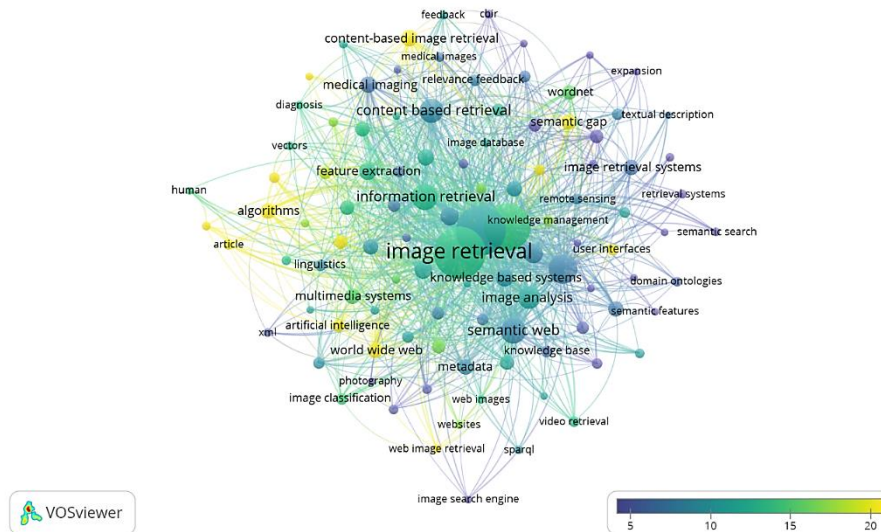 feedback
cbir
content-based image retrieval
medical images
expansion
medical imaging
relevance feedback
wordnet
diagnosis
content based retrieval
textual description
semantic gap
vectors
image database
feature extraction
image retrieval systems
human
information retrieval
remote sensing
retrieval systems
algorithms
knowledge management
article
semantic search
image retrieval
user interfaces
linguistics
knowledge based systems
domain ontologies
multimedia systems
image analysis
semantic features
artificial intelligence
semantic web
xml
world wide web
knowledge base
metadata
photography
image classification
web images
websites
video retrieval
web image retrieval
sparql
image search engine
VOSviewer
5 10 15 20